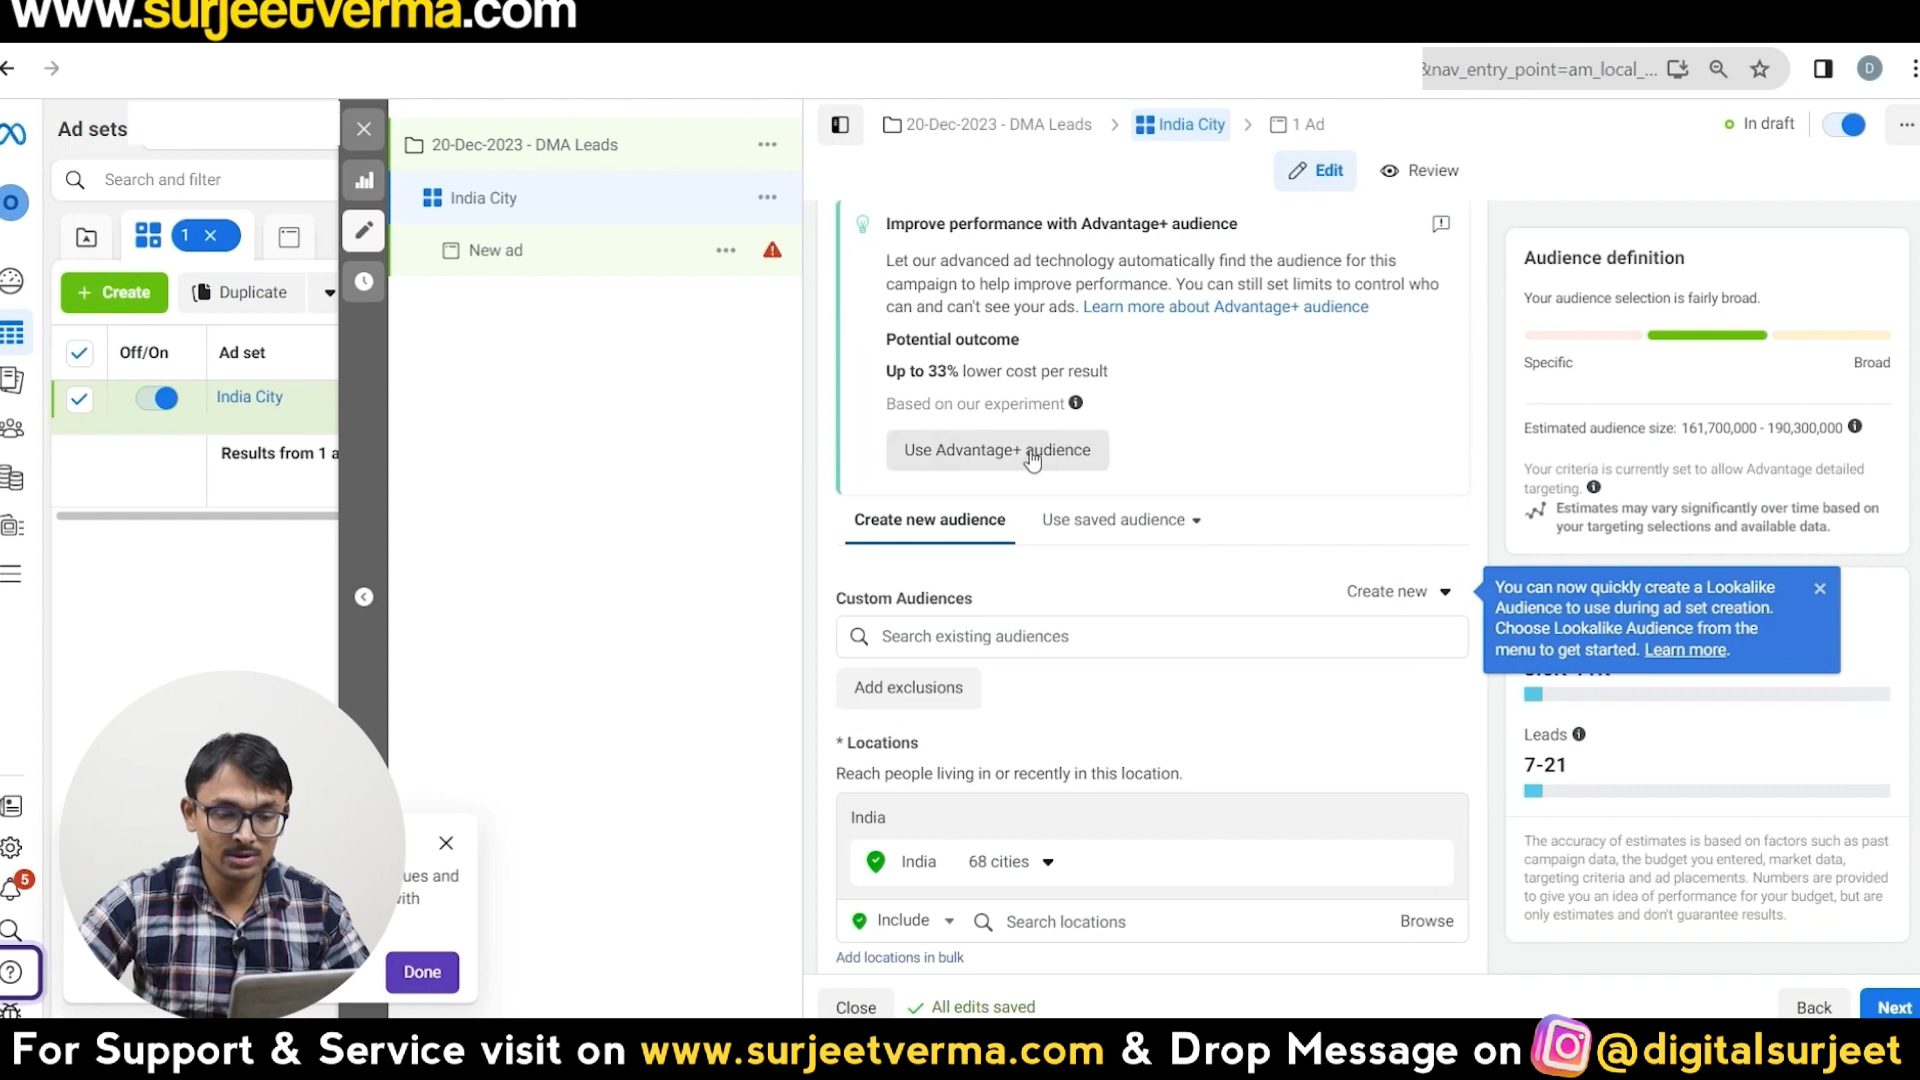 www.surjeetverma.com
&nav_entry_point=am_local_...
D
Ad sets
20-Dec-2023 - DMA Leads
20-Dec-2023 - DMA Leads
India City
1 Ad
In draft
Edit
Review
Search and filter
India City
1
New ad
Create
Duplicate
Off/On
Ad set
India City
Results from 1 a
Improve performance with Advantage+ audience
Let our advanced ad technology automatically find the audience for this
campaign to help improve performance. You can still set limits to control who
can and can't see your ads. Learn more about Advantage+ audience
Potential outcome
Up to 33% lower cost per result
Based on our experiment
Use Advantage+ audience
Create new audience
Use saved audience
Custom Audiences
Create new
Search existing audiences
Add exclusions
* Locations
Reach people living in or recently in this location.
India
India
68 cities
Include
Search locations
Browse
Add locations in bulk
Close
All edits saved
Back
Next
Audience definition
Your audience selection is fairly broad.
Specific
Broad
Estimated audience size: 161,700,000 - 190,300,000
Your criteria is currently set to allow Advantage detailed
targeting.
Estimates may vary significantly over time based on
your targeting selections and available data.
You can now quickly create a Lookalike
Audience to use during ad set creation.
Choose Lookalike Audience from the
menu to get started. Learn more.
Leads
7-21
The accuracy of estimates is based on factors such as past
campaign data, the budget you entered, market data,
targeting criteria and ad placements. Numbers are provided
to give you an idea of performance for your budget, but are
only estimates and don't guarantee results.
O
5
ues and
with
Done
For Support & Service visit on www.surjeetverma.com & Drop Message on @digitalsurjeet